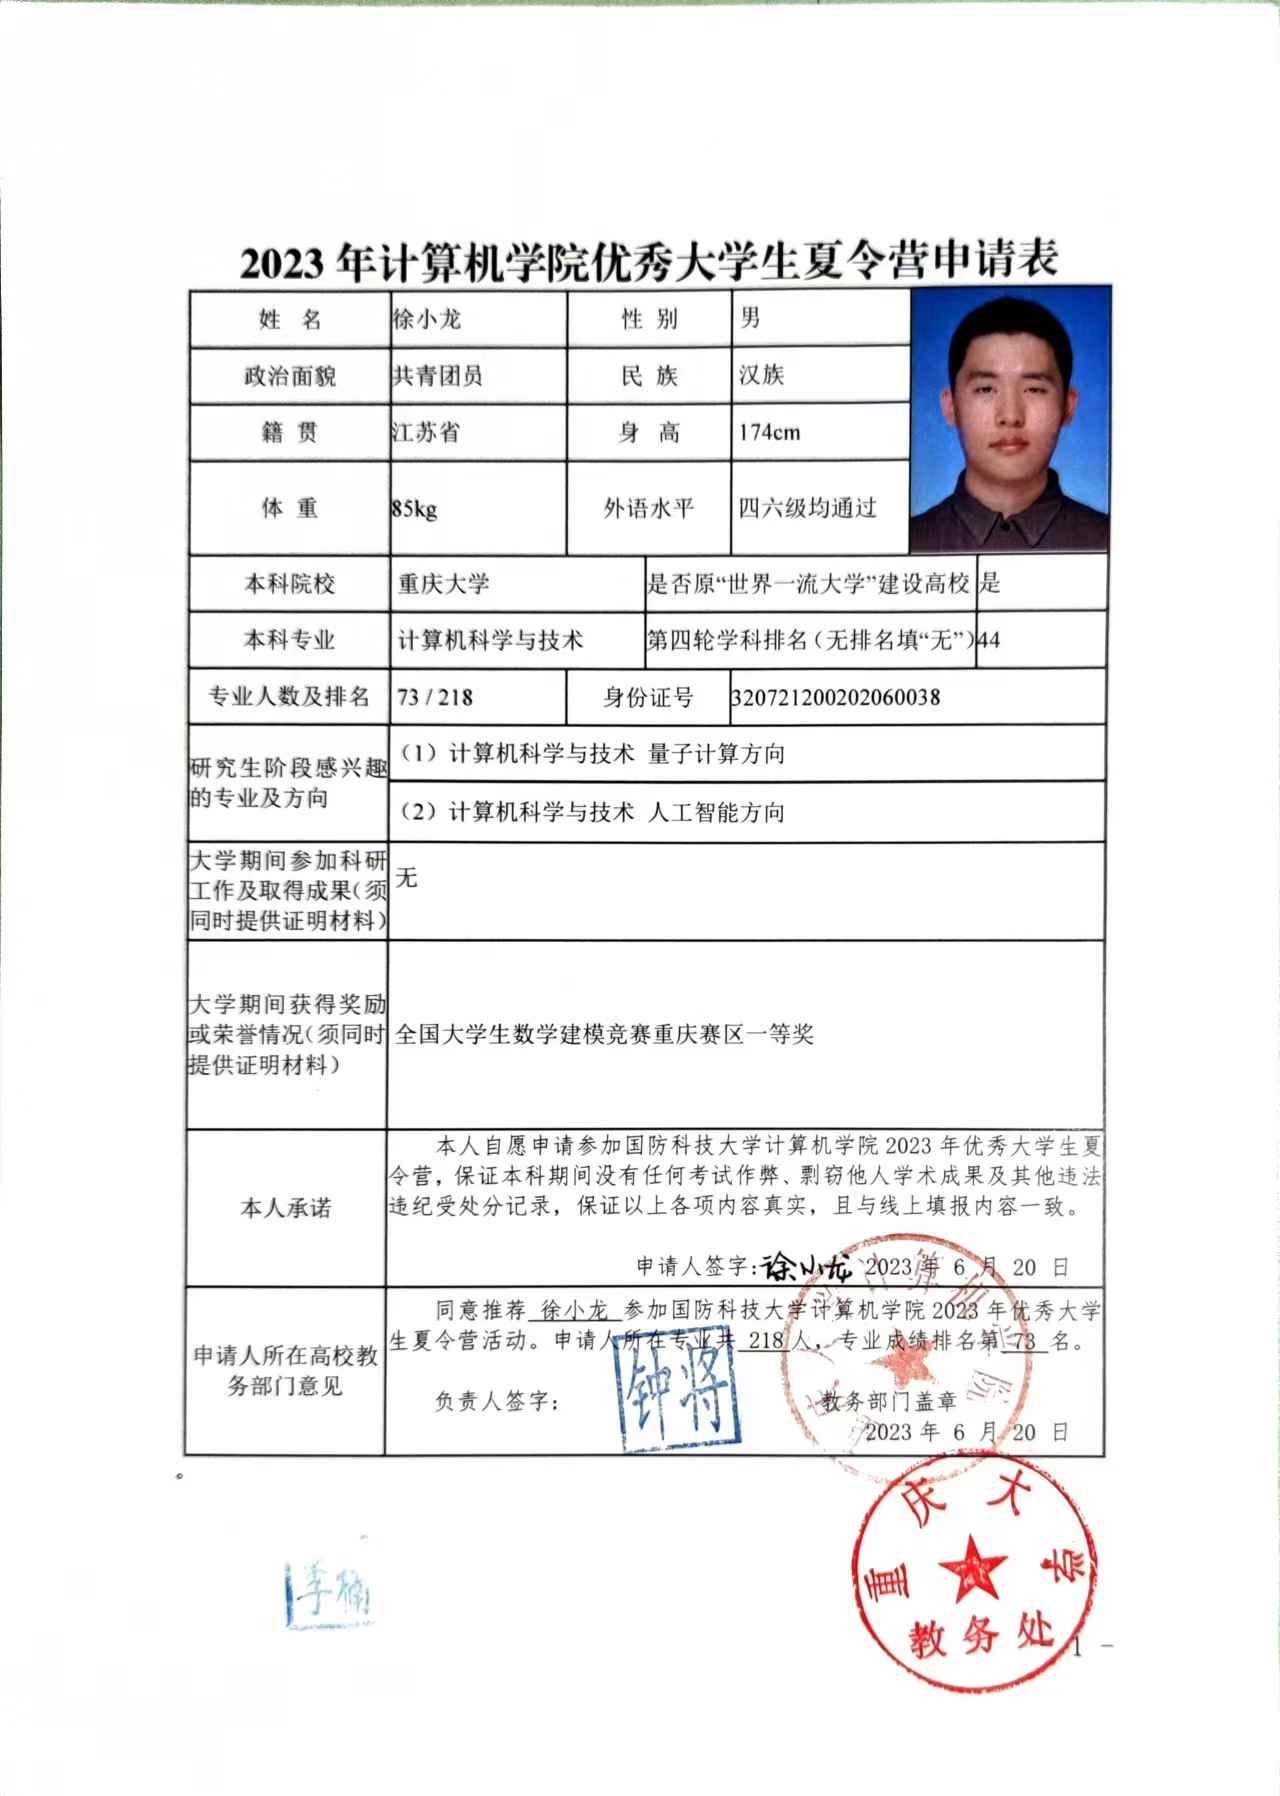 2023 年计算机学院优秀大学生夏令营申请表
姓 名 徐小龙 性 别 男
政治面貌 共青团员 民 族 汉族
籍 贯 江苏省 身 高 174cm
体 重 85kg 外语水平 四六级均通过
本科院校 重庆大学 是否原“世界一流大学”建设高校 是
本科专业 计算机科学与技术 第四轮学科排名（无排名填“无”） 44
专业人数及排名 73 / 218 身份证号 320721200202060038
研究生阶段感兴趣
的专业及方向
（1）计算机科学与技术 量子计算方向
（2）计算机科学与技术 人工智能方向
大学期间参加科研
工作及取得成果（须
同时提供证明材料）
无
大学期间获得奖励
或荣誉情况（须同时
提供证明材料）
全国大学生数学建模竞赛重庆赛区一等奖
本人承诺
本人自愿申请参加国防科技大学计算机学院 2023 年优秀大学生夏
令营，保证本科期间没有任何考试作弊、剽窃他人学术成果及其他违法
违纪受处分记录，保证以上各项内容真实，且与线上填报内容一致。
申请人签字：徐小龙 2023 年 6 月 20 日
申请人所在高校教
务部门意见
同意推荐 徐小龙 参加国防科技大学计算机学院 2023 年优秀大学
生夏令营活动。申请人所在专业共 218 人，专业成绩排名第 73 名。
负责人签字： 钟将 教务部门盖章
2023 年 6 月 20 日
重庆大学
教务处
李楠
1 -